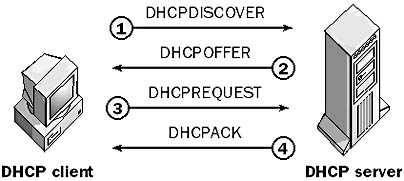 DHCPDISCOVER
1
DHCPOFFER
2
DHCPREQUEST
3
DHCPACK
4
DHCP client DHCP server